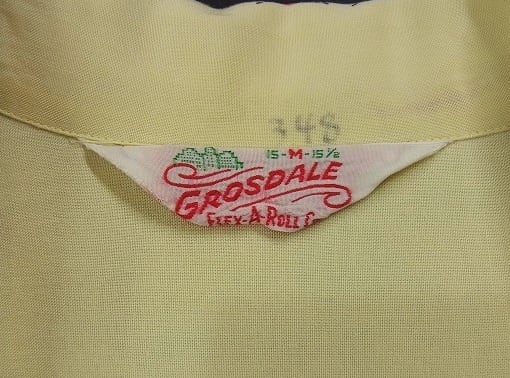 348
15-M-15½
GROSDALE
FLEX-A-ROLL